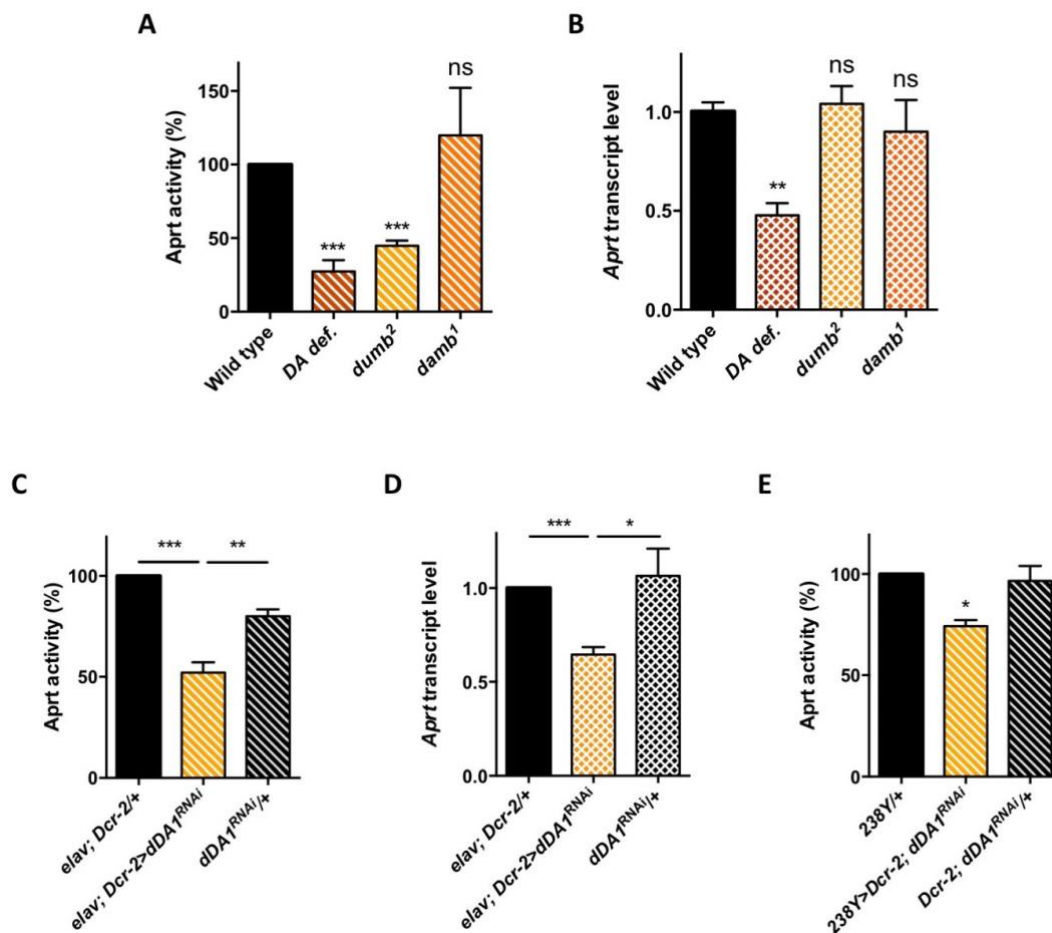 A
Aprt activity (%)
150
100
50
0
***
***
ns
Wild type
DA def.
dumb²
damb¹
B
Aprt transcript level
1.0
0.5
0.0
**
ns
ns
Wild type
DA def.
dumb²
damb¹
C
Aprt activity (%)
100
50
0
***
**
elav; Dcr-2/+
elav; Dcr-2>dDA1ᴿᴺᴬⁱ
dDA1ᴿᴺᴬⁱ/+
D
Aprt transcript level
1.0
0.5
0.0
***
*
elav; Dcr-2/+
elav; Dcr-2>dDA1ᴿᴺᴬⁱ
dDA1ᴿᴺᴬⁱ/+
E
Aprt activity (%)
100
50
0
*
238Y/+
238Y>Dcr-2; dDA1ᴿᴺᴬⁱ
Dcr-2; dDA1ᴿᴺᴬⁱ/+